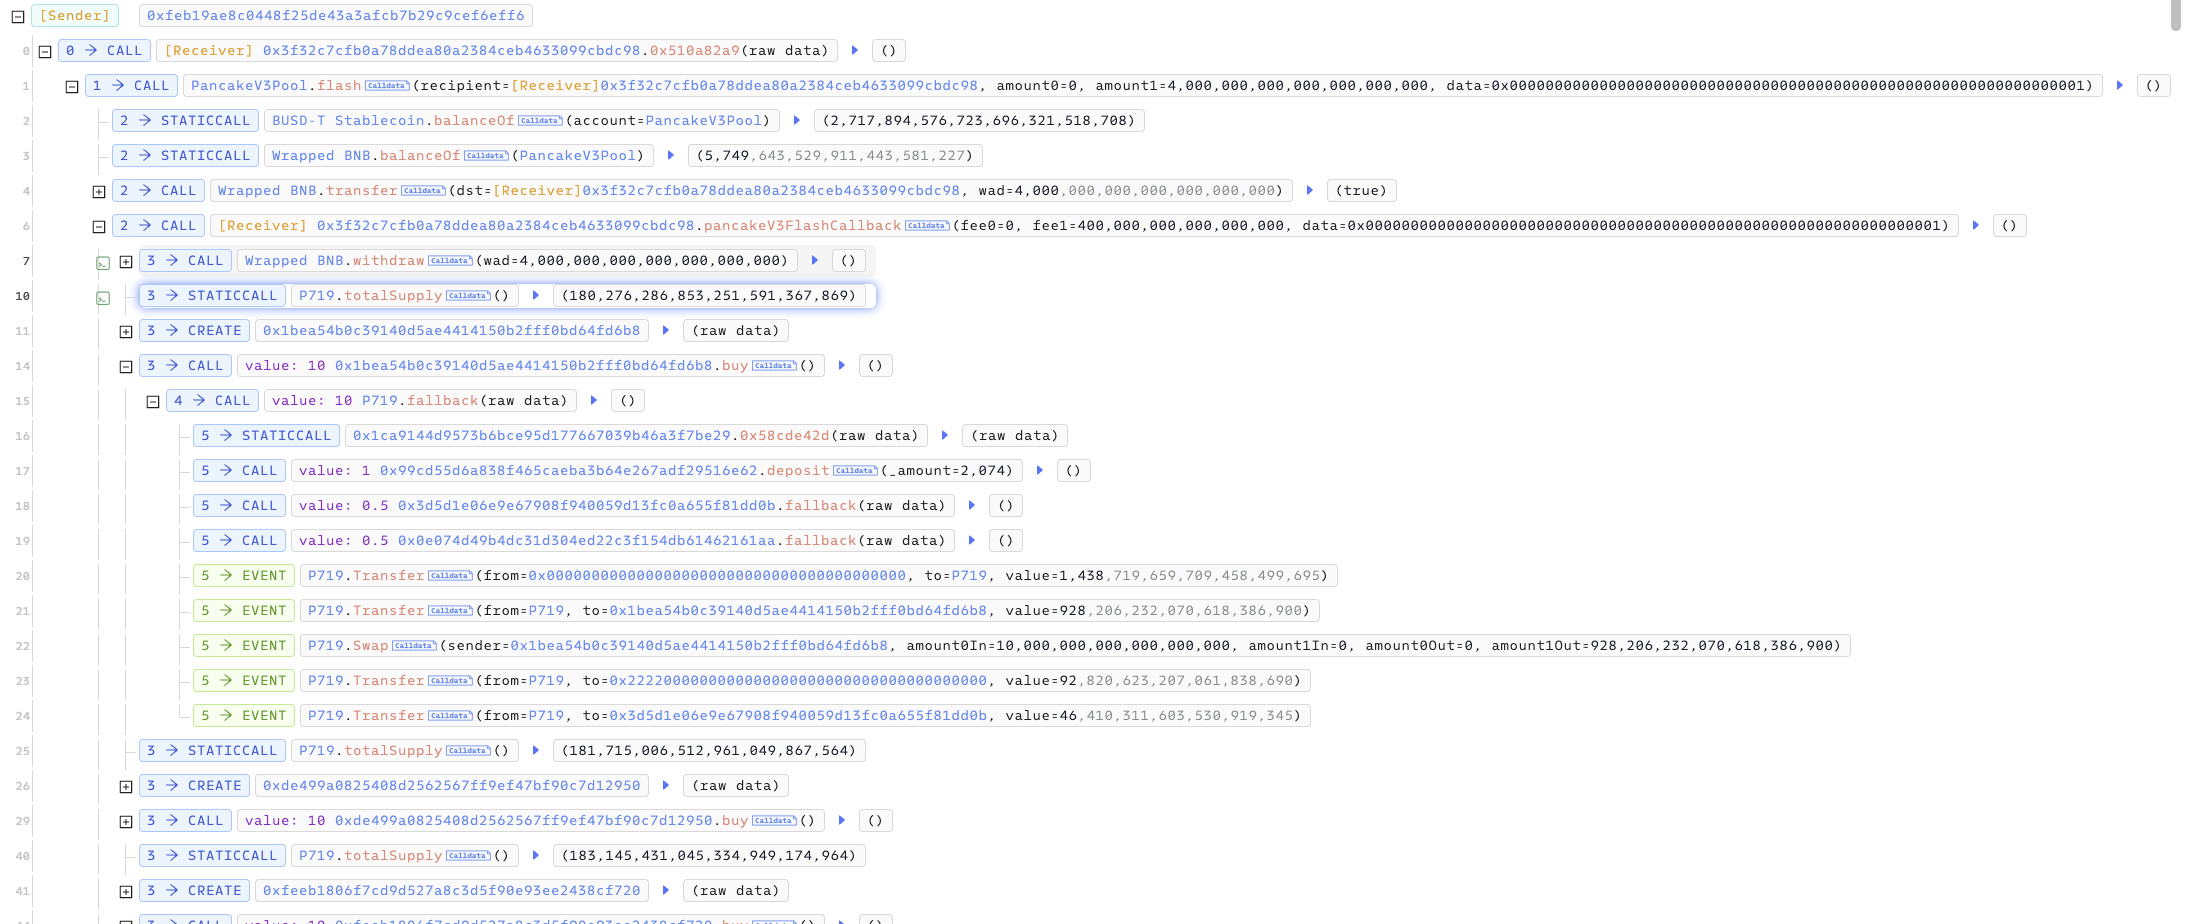 [Sender] 0xfeb19ae8c0448f25de43a3afcb7b29c9cef6eff6
0 0 → CALL [Receiver] 0x3f32c7cfb0a78ddea80a2384ceb4633099cbdc98.0x510a82a9(raw data) ()
1 1 → CALL PancakeV3Pool.flash Calldata (recipient=[Receiver]0x3f32c7cfb0a78ddea80a2384ceb4633099cbdc98, amount0=0, amount1=4,000,000,000,000,000,000,000, data=0x0000000000000000000000000000000000000000000000000000000000000001) ()
2 2 → STATICCALL BUSD-T Stablecoin.balanceOf Calldata (account=PancakeV3Pool) (2,717,894,576,723,696,321,518,708)
3 2 → STATICCALL Wrapped BNB.balanceOf Calldata (PancakeV3Pool) (5,749,643,529,911,443,581,227)
4 2 → CALL Wrapped BNB.transfer Calldata (dst=[Receiver]0x3f32c7cfb0a78ddea80a2384ceb4633099cbdc98, wad=4,000,000,000,000,000,000,000) (true)
6 2 → CALL [Receiver] 0x3f32c7cfb0a78ddea80a2384ceb4633099cbdc98.pancakeV3FlashCallback Calldata (fee0=0, fee1=400,000,000,000,000,000, data=0x0000000000000000000000000000000000000000000000000000000000000001) ()
7 3 → CALL Wrapped BNB.withdraw Calldata (wad=4,000,000,000,000,000,000,000) ()
10 3 → STATICCALL P719.totalSupply Calldata () (180,276,286,853,251,591,367,869)
11 3 → CREATE 0x1bea54b0c39140d5ae4414150b2fff0bd64fd6b8 (raw data)
14 3 → CALL value: 10 0x1bea54b0c39140d5ae4414150b2fff0bd64fd6b8.buy Calldata () ()
15 4 → CALL value: 10 P719.fallback(raw data) ()
16 5 → STATICCALL 0x1ca9144d9573b6bce95d177667039b46a3f7be29.0x58cde42d(raw data) (raw data)
17 5 → CALL value: 1 0x99cd55d6a838f465caeba3b64e267adf29516e62.deposit Calldata (_amount=2,074) ()
18 5 → CALL value: 0.5 0x3d5d1e06e9e67908f940059d13fc0a655f81dd0b.fallback(raw data) ()
19 5 → CALL value: 0.5 0x0e074d49b4dc31d304ed22c3f154db61462161aa.fallback(raw data) ()
20 5 → EVENT P719.Transfer Calldata (from=0x0000000000000000000000000000000000000000, to=P719, value=1,438,719,659,709,458,499,695)
21 5 → EVENT P719.Transfer Calldata (from=P719, to=0x1bea54b0c39140d5ae4414150b2fff0bd64fd6b8, value=928,206,232,070,618,386,900)
22 5 → EVENT P719.Swap Calldata (sender=0x1bea54b0c39140d5ae4414150b2fff0bd64fd6b8, amount0In=10,000,000,000,000,000,000, amount1In=0, amount0Out=0, amount1Out=928,206,232,070,618,386,900)
23 5 → EVENT P719.Transfer Calldata (from=P719, to=0x2222000000000000000000000000000000000000, value=92,820,623,207,061,838,690)
24 5 → EVENT P719.Transfer Calldata (from=P719, to=0x3d5d1e06e9e67908f940059d13fc0a655f81dd0b, value=46,410,311,603,530,919,345)
25 3 → STATICCALL P719.totalSupply Calldata () (181,715,006,512,961,049,867,564)
26 3 → CREATE 0xde499a0825408d2562567ff9ef47bf90c7d12950 (raw data)
29 3 → CALL value: 10 0xde499a0825408d2562567ff9ef47bf90c7d12950.buy Calldata () ()
40 3 → STATICCALL P719.totalSupply Calldata () (183,145,431,045,334,949,174,964)
41 3 → CREATE 0xfeeb1806f7cd9d527a8c3d5f90e93ee2438cf720 (raw data)
44 3 → CALL value: 10 0xfeeb1806f7cd9d527a8c3d5f90e93ee2438cf720.buy Calldata () ()